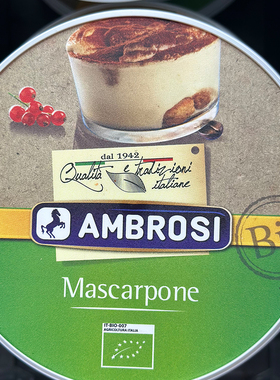 dal 1942
Qualità e tradizioni
italiane
AMBROSI
Mascarpone
IT-BIO-007
AGRICOLTURA ITALIA